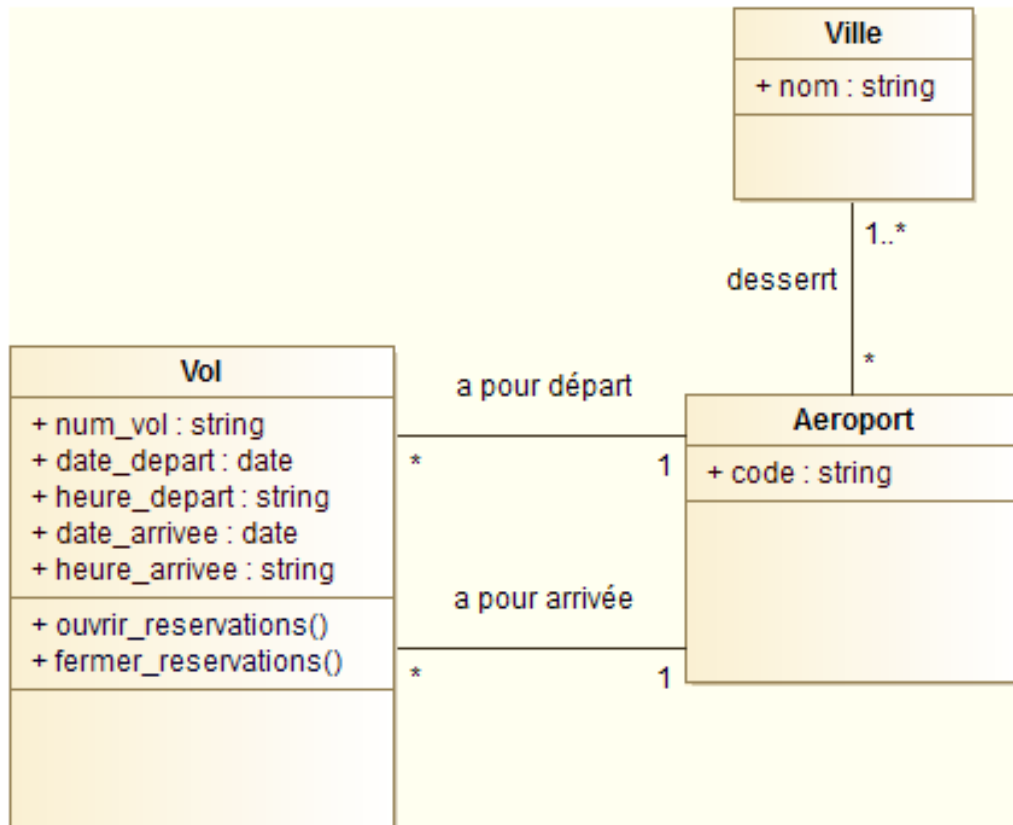 Ville
+ nom : string
1..*
desserrt
*
Vol
+ num_vol : string
+ date_depart : date
+ heure_depart : string
+ date_arrivee : date
+ heure_arrivee : string
+ ouvrir_reservations()
+ fermer_reservations()
a pour départ
* 1
a pour arrivée
* 1
Aeroport
+ code : string